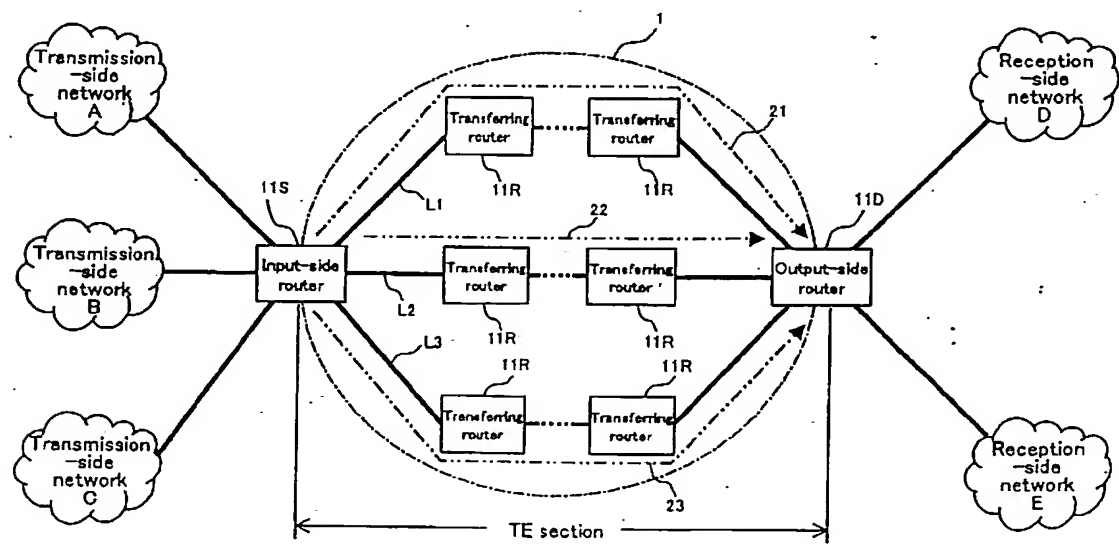 1
Transmission
-side
network
A
Reception
-side
network
D
Transferring
router
Transferring
router
21
11R
11R
11S
L1
22
11D
Transmission
-side
network
B
Input-side
router
Transferring
router
Transferring
router
Output-side
router
L2
11R
11R
L3
11R
11R
Transmission
-side
network
C
Transferring
router
Transferring
router
Reception
-side
network
E
23
TE section